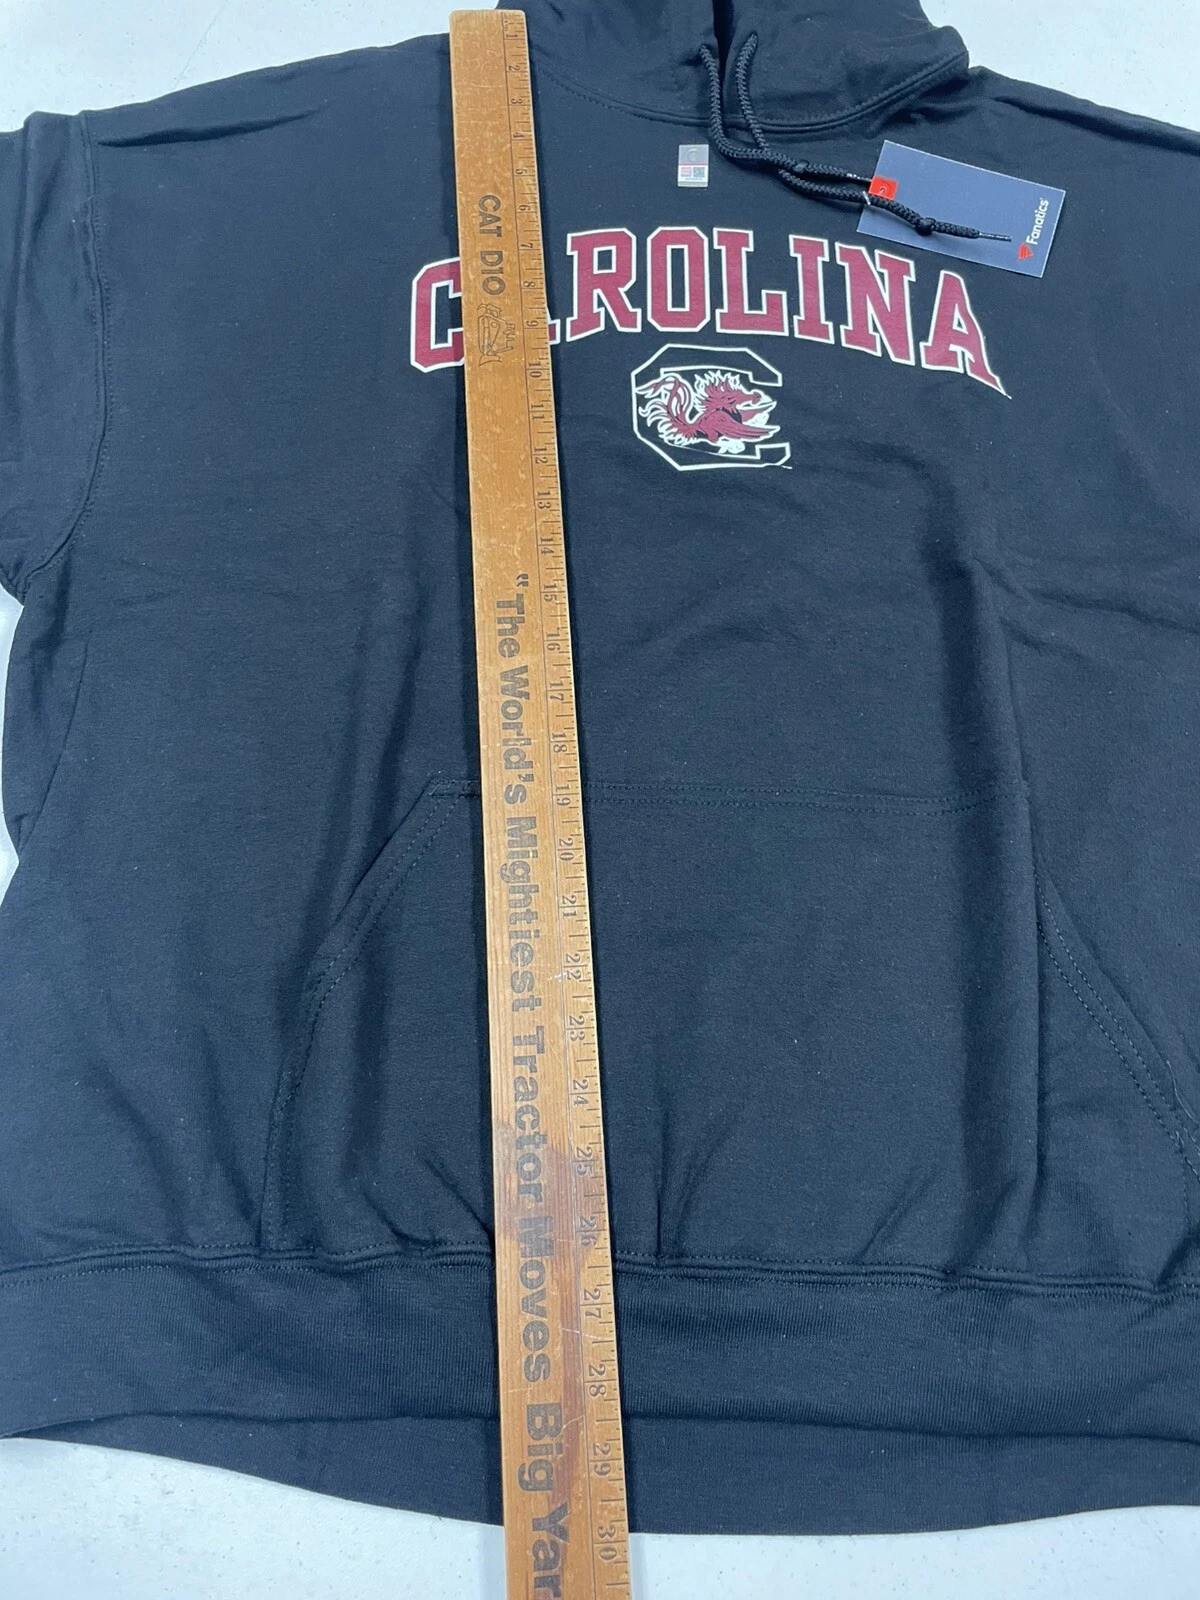 CAROLINA
Fanatics
CAT D10
"The World's Mightiest Tractor Moves Big Yar
1 2 3 4 5 6 7 8 9 10 11 12 13 14 15 16 17 18 19 20 21 22 23 24 25 26 27 28 29 30